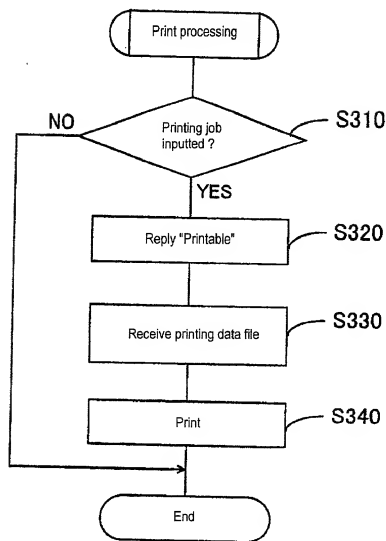 Print processing
NO
Printing job
inputted ?
S310
YES
Reply "Printable"
S320
Receive printing data file
S330
Print
S340
End